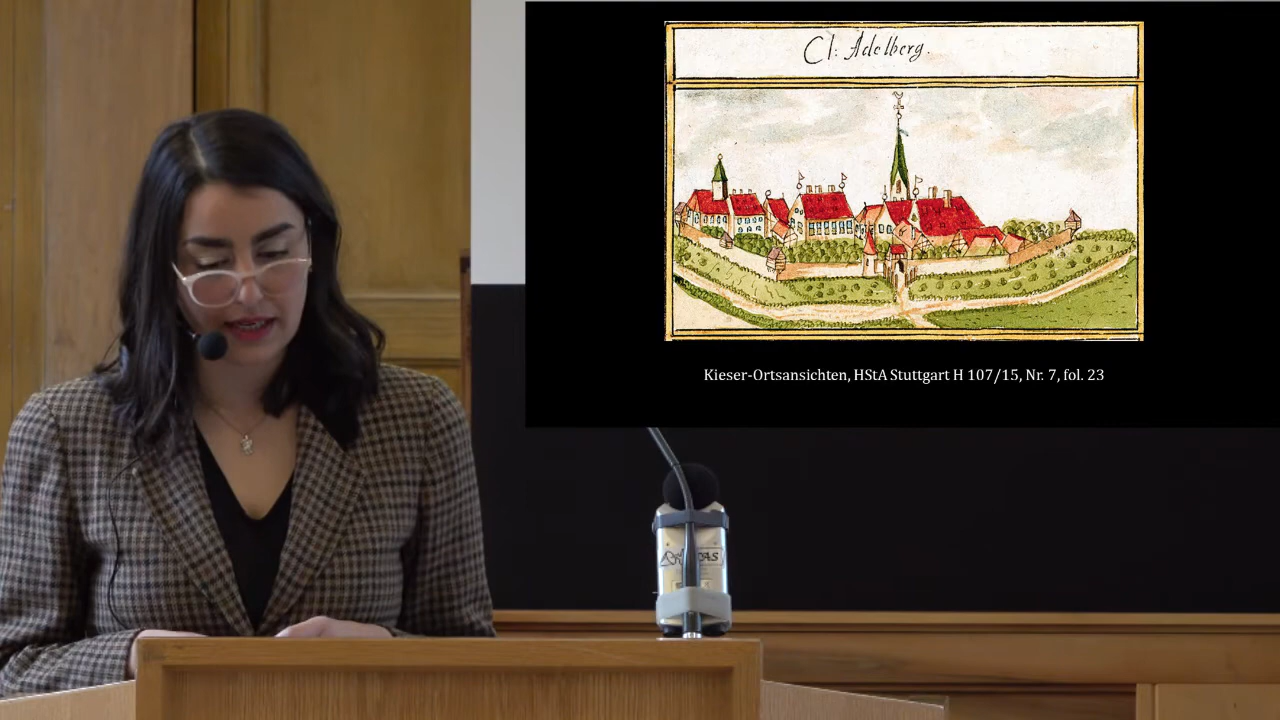 Cl: Adelberg.
Kieser-Ortsansichten, HStA Stuttgart H 107/15, Nr. 7, fol. 23